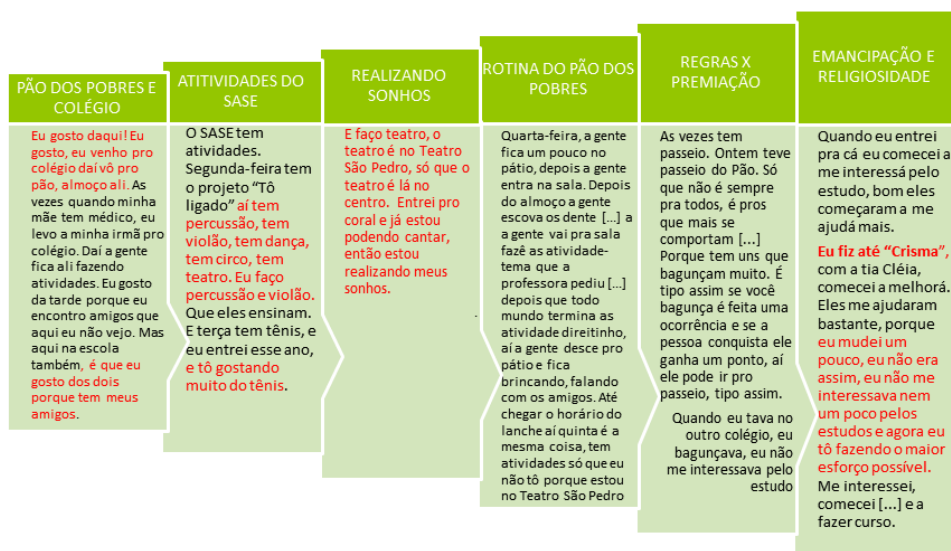 PÃO DOS POBRES E
COLÉGIO
Eu gosto daqui! Eu
gosto, eu venho pro
colégio daí vô pro
pão, almoço ali. As
vezes quando minha
mãe tem médico, eu
levo a minha irmã pro
colégio. Daí a gente
fica ali fazendo
atividades. Eu gosto
da tarde porque eu
encontro amigos que
aqui eu não vejo. Mas
aqui na escola
também, é que eu
gosto dos dois
porque tem meus
amigos.
ATITIVIDADES DO
SASE
O SASE tem
atividades.
Segunda-feira tem
o projeto “Tô
ligado” aí tem
percussão, tem
violão, tem dança,
tem circo, tem
teatro. Eu faço
percussão e violão.
Que eles ensinam.
E terça tem tênis, e
eu entrei esse ano,
e tô gostando
muito do tênis.
REALIZANDO
SONHOS
E faço teatro, o
teatro é no Teatro
São Pedro, só que o
teatro é lá no
centro. Entrei pro
coral e já estou
podendo cantar,
então estou
realizando meus
sonhos.
.
ROTINA DO PÃO DOS
POBRES
Quarta-feira, a gente
fica um pouco no
pátio, depois a gente
entra na sala. Depois
do almoço a gente
escova os dente [...] a
a gente vai pra sala
fazê as atividade-
tema que a
professora pediu [...]
depois que todo
mundo termina as
atividade direitinho,
aí a gente desce pro
pátio e fica
brincando, falando
com os amigos. Até
chegar o horário do
lanche aí quinta é a
mesma coisa, tem
atividades só que eu
não tô porque estou
no Teatro São Pedro
REGRAS X
PREMIAÇÃO
As vezes tem
passeio. Ontem teve
passeio do Pão. Só
que não é sempre
pra todos, é pros
que mais se
comportam [...]
Porque tem uns que
bagunçam muito. É
tipo assim se você
bagunça é feita uma
ocorrência e se a
pessoa conquista ele
ganha um ponto, aí
ele pode ir pro
passeio, tipo assim.
Quando eu tava no
outro colégio, eu
bagunçava, eu não
me interessava pelo
estudo
EMANCIPAÇÃO E
RELIGIOSIDADE
Quando eu entrei
pra cá eu comecei a
me interessá pelo
estudo, bom eles
começaram a me
ajudá mais.
Eu fiz até “Crisma”,
com a tia Cléia,
comecei a melhorá.
Eles me ajudaram
bastante, porque
eu mudei um
pouco, eu não era
assim, eu não me
interessava nem
um poco pelos
estudos e agora eu
tô fazendo o maior
esforço possível.
Me interessei,
comecei [...] e a
fazer curso.